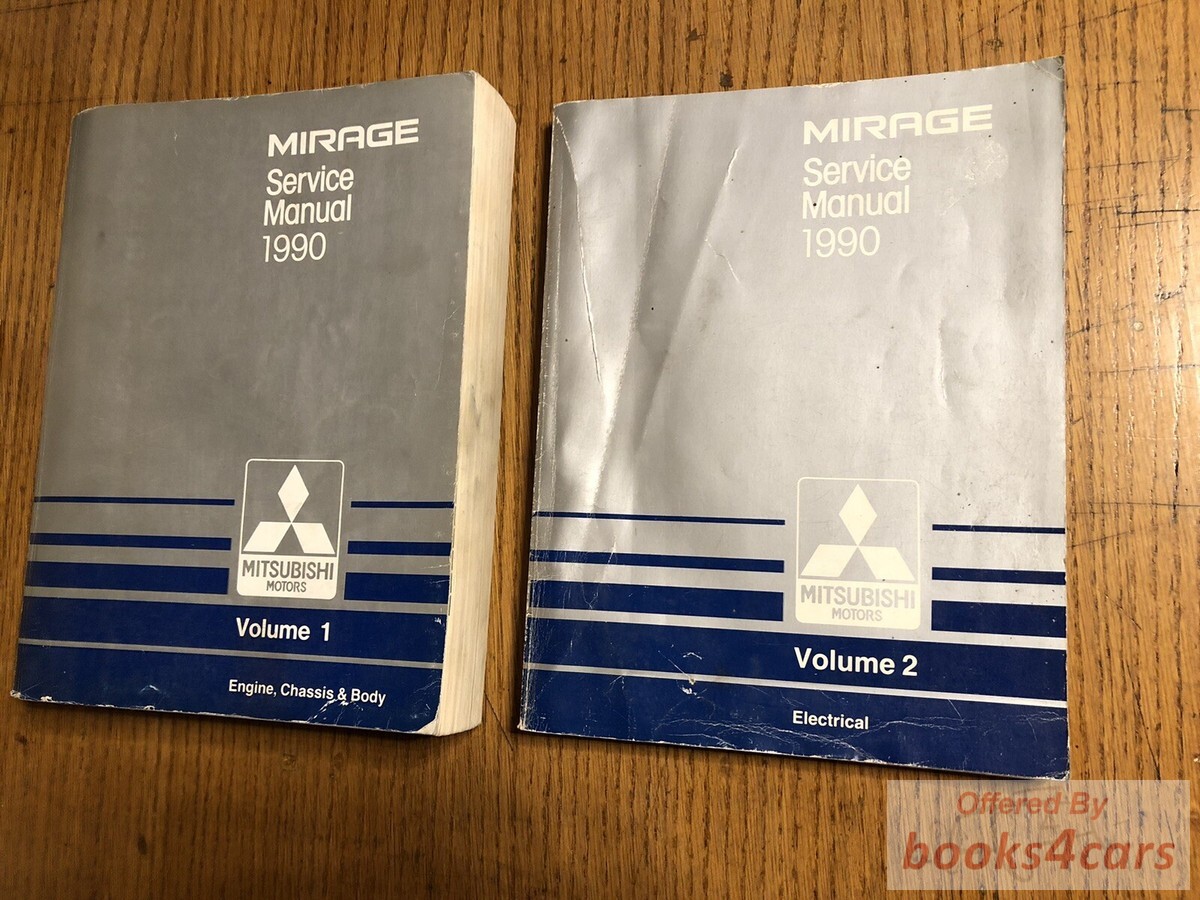 MIRAGE
Service
Manual
1990
MITSUBISHI
MOTORS
Volume 1
Engine, Chassis & Body
MIRAGE
Service
Manual
1990
MITSUBISHI
MOTORS
Volume 2
Electrical
Offered By
books4cars